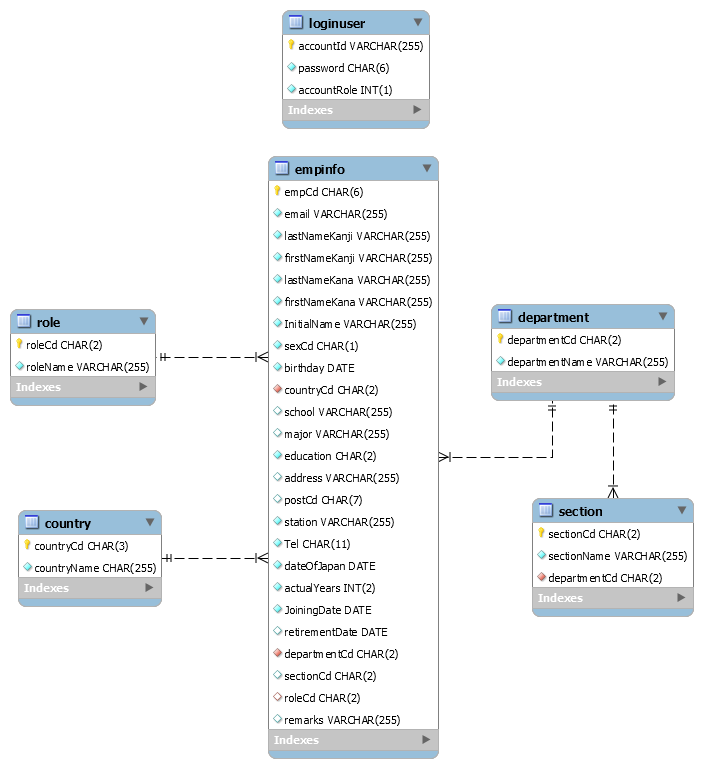 loginuser
accountId VARCHAR(255)
password CHAR(6)
accountRole INT(1)
Indexes
empinfo
empCd CHAR(6)
email VARCHAR(255)
lastNameKanji VARCHAR(255)
firstNameKanji VARCHAR(255)
lastNameKana VARCHAR(255)
firstNameKana VARCHAR(255)
InitialName VARCHAR(255)
sexCd CHAR(1)
birthday DATE
countryCd CHAR(2)
school VARCHAR(255)
major VARCHAR(255)
education CHAR(2)
address VARCHAR(255)
postCd CHAR(7)
station VARCHAR(255)
Tel CHAR(11)
dateOfJapan DATE
actualYears INT(2)
JoiningDate DATE
retirementDate DATE
departmentCd CHAR(2)
sectionCd CHAR(2)
roleCd CHAR(2)
remarks VARCHAR(255)
Indexes
role
roleCd CHAR(2)
roleName VARCHAR(255)
Indexes
country
countryCd CHAR(3)
countryName CHAR(255)
Indexes
department
departmentCd CHAR(2)
departmentName VARCHAR(255)
Indexes
section
sectionCd CHAR(2)
sectionName VARCHAR(255)
departmentCd CHAR(2)
Indexes